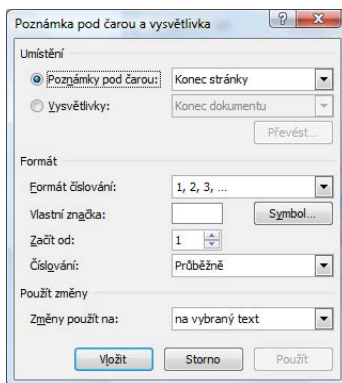 Poznámka pod čarou a vysvětlivka
Umístění
Poznámky pod čarou: Konec stránky
Vysvětlivky: Konec dokumentu
Převést...
Formát
Formát číslování: 1, 2, 3, ...
Vlastní značka: Symbol...
Začít od: 1
Číslování: Průběžně
Použít změny
Změny použít na: na vybraný text
Vložit Storno Použít